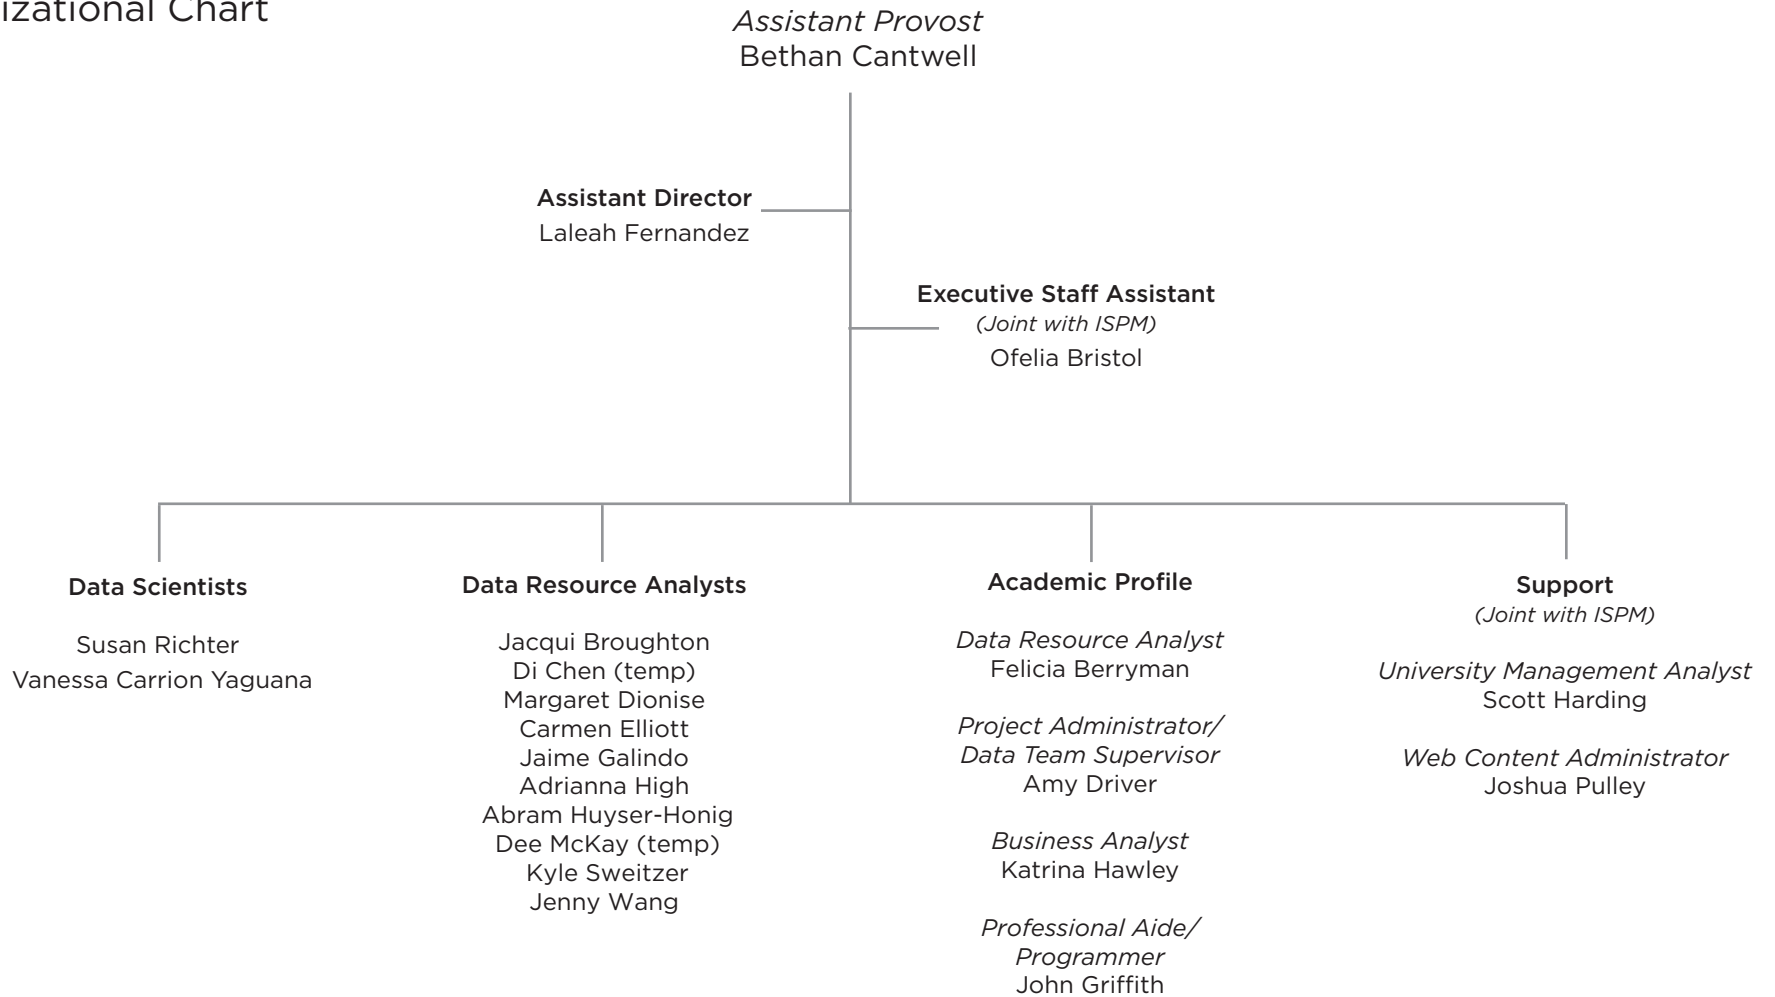 izational Chart
Assistant Provost
Bethan Cantwell
Assistant Director
Laleah Fernandez
Executive Staff Assistant
(Joint with ISPM)
Ofelia Bristol
Data Scientists
Susan Richter
Vanessa Carrion Yaguana
Data Resource Analysts
Jacqui Broughton
Di Chen (temp)
Margaret Dionise
Carmen Elliott
Jaime Galindo
Adrianna High
Abram Huyser-Honig
Dee McKay (temp)
Kyle Sweitzer
Jenny Wang
Academic Profile
Data Resource Analyst
Felicia Berryman
Project Administrator/
Data Team Supervisor
Amy Driver
Business Analyst
Katrina Hawley
Professional Aide/
Programmer
John Griffith
Support
(Joint with ISPM)
University Management Analyst
Scott Harding
Web Content Administrator
Joshua Pulley